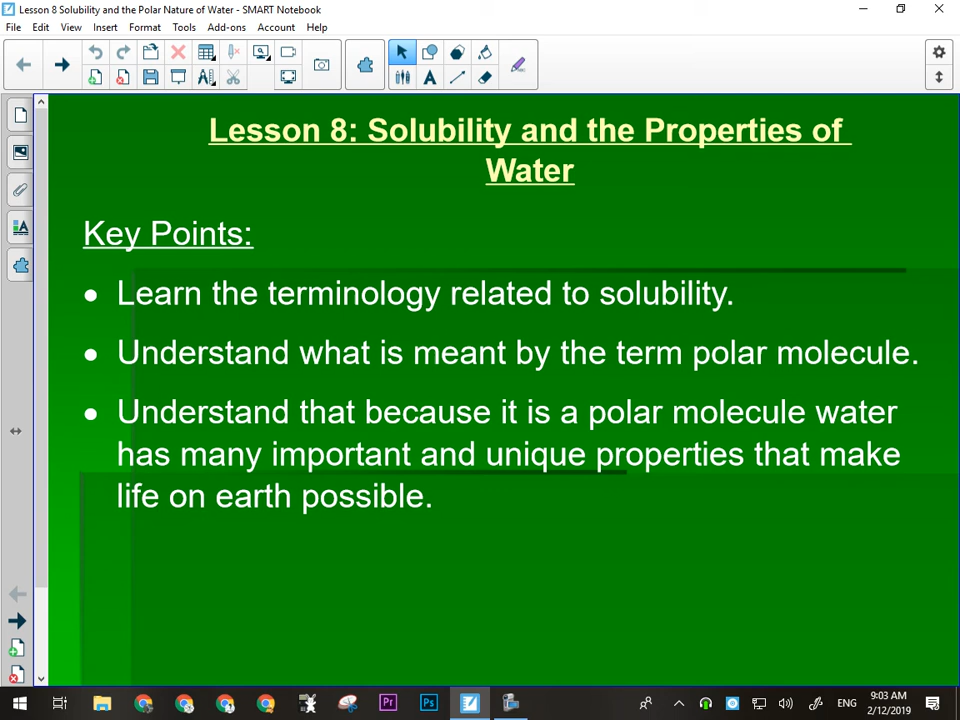 Lesson 8 Solubility and the Polar Nature of Water - SMART Notebook
File Edit View Insert Format Tools Add-ons Account Help
Lesson 8: Solubility and the Properties of
Water
Key Points:
• Learn the terminology related to solubility.
• Understand what is meant by the term polar molecule.
• Understand that because it is a polar molecule water
has many important and unique properties that make
life on earth possible.
Pr Ps ENG 9:03 AM
2/12/2019